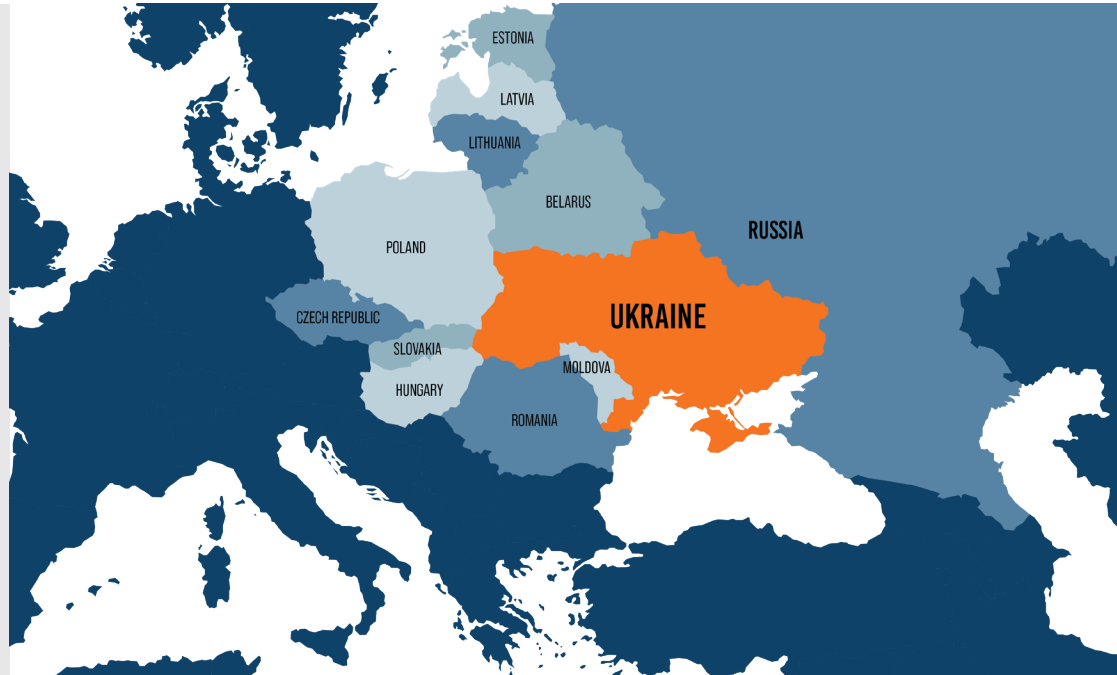 ESTONIA
LATVIA
LITHUANIA
BELARUS
RUSSIA
POLAND
UKRAINE
CZECH REPUBLIC
SLOVAKIA
MOLDOVA
HUNGARY
ROMANIA